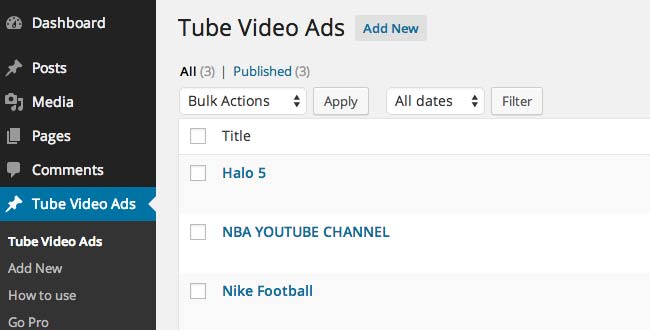 Dashboard
Posts
Media
Pages
Comments
Tube Video Ads
Tube Video Ads
Add New
How to use
Go Pro
Tube Video Ads Add New
All (3) | Published (3)
Bulk Actions Apply All dates Filter
Title
Halo 5
NBA YOUTUBE CHANNEL
Nike Football